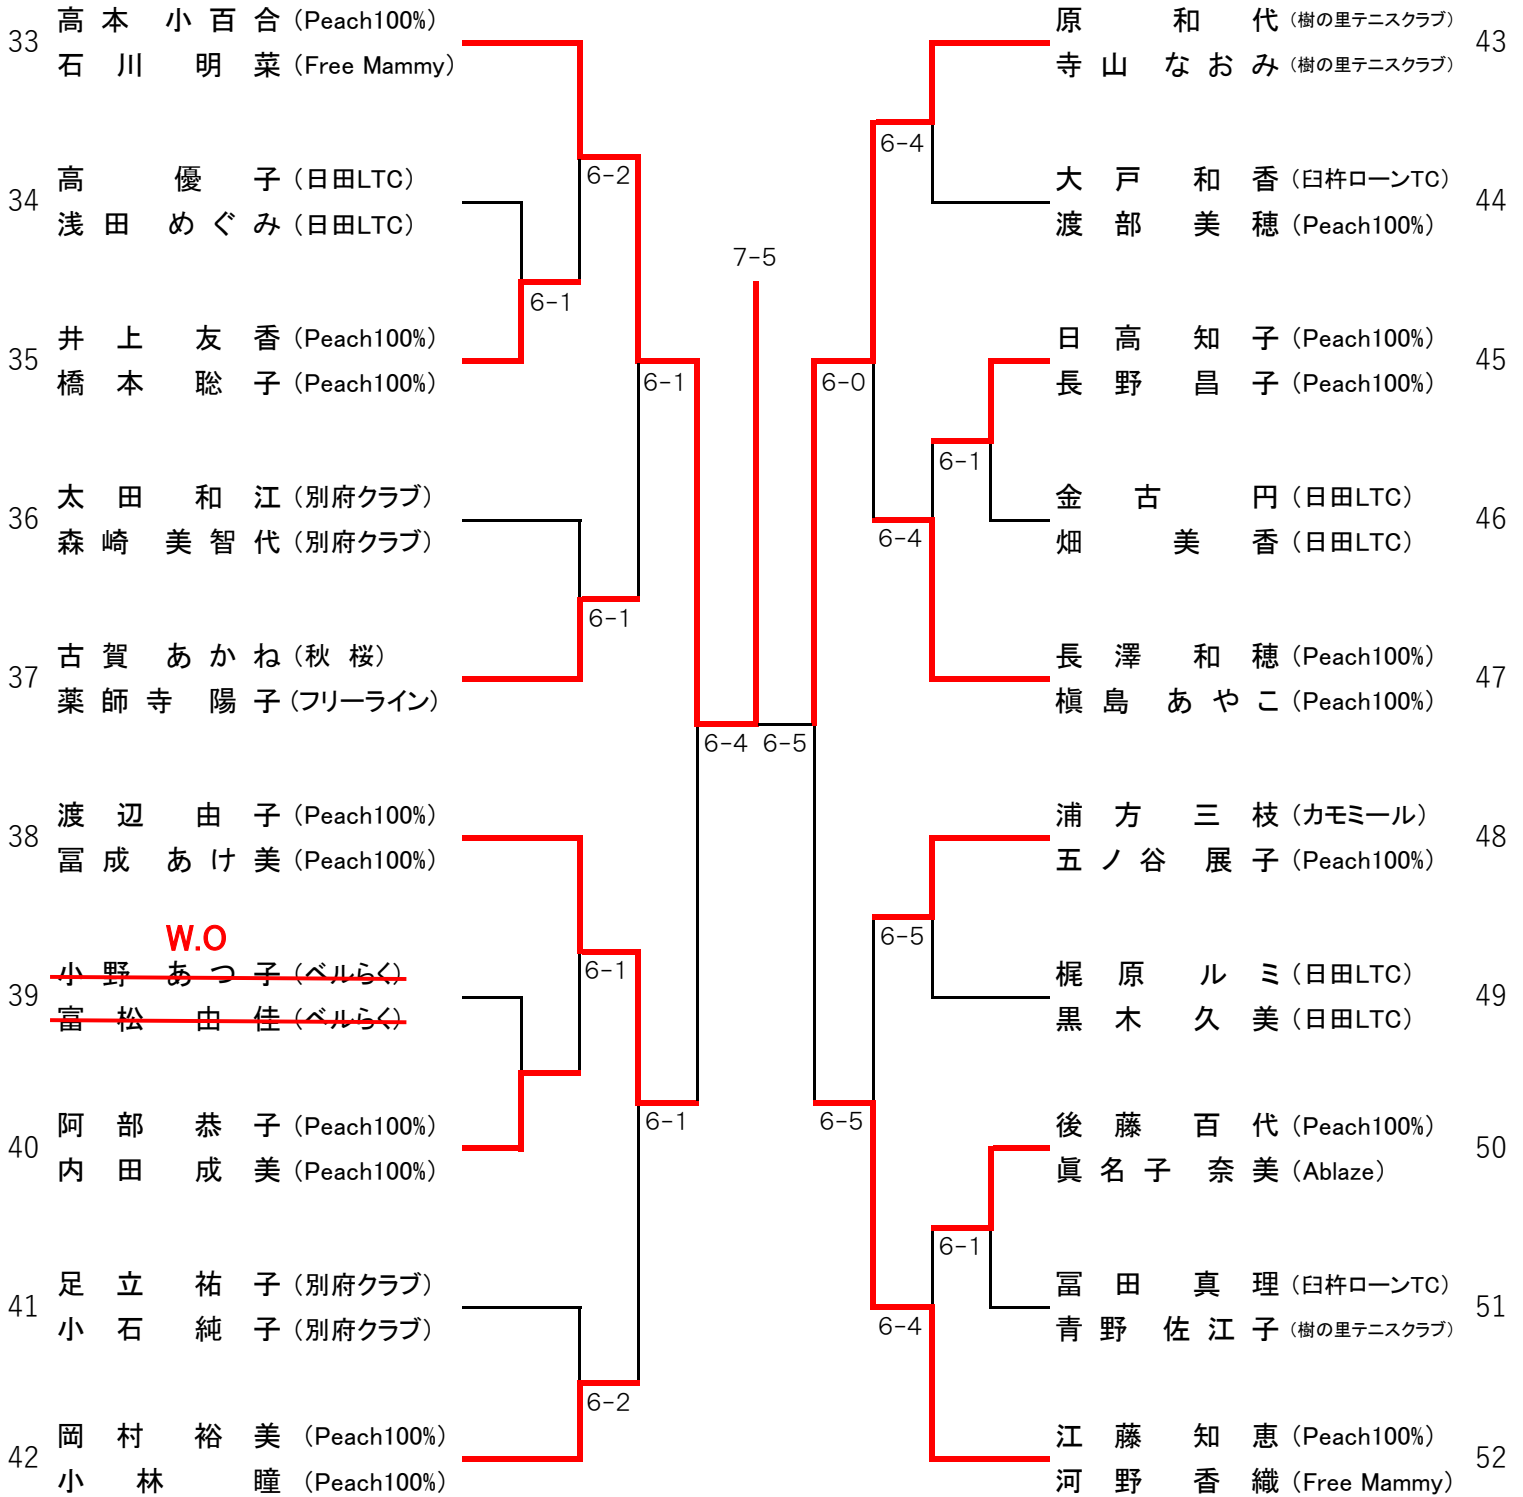 33
高本 小百合 (Peach100%)
石川 明菜 (Free Mammy)
34
高 優子 (日田LTC)
浅田 めぐみ (日田LTC)
35
井上 友香 (Peach100%)
橋本 聡子 (Peach100%)
36
太田 和江 (別府クラブ)
森崎 美智代 (別府クラブ)
37
古賀 あかね (秋桜)
薬師寺 陽子 (フリーライン)
38
渡辺 由子 (Peach100%)
冨成 あけ美 (Peach100%)
W.O
39
小野 あつ子 (ベルらく)
富松 由佳 (ベルらく)
40
阿部 恭子 (Peach100%)
内田 成美 (Peach100%)
41
足立 祐子 (別府クラブ)
小石 純子 (別府クラブ)
42
岡村 裕美 (Peach100%)
小林 瞳 (Peach100%)
6-2
6-1
6-1
6-1
6-1
6-1
6-2
6-4
7-5
6-5
6-4
6-0
6-1
6-4
6-5
6-5
6-1
6-4
原 和代 (樹の里テニスクラブ)
寺山 なおみ (樹の里テニスクラブ)
43
大戸 和香 (臼杵ローンTC)
渡部 美穂 (Peach100%)
44
日高 知子 (Peach100%)
長野 昌子 (Peach100%)
45
金古 円 (日田LTC)
畑 美香 (日田LTC)
46
長澤 和穂 (Peach100%)
槇島 あやこ (Peach100%)
47
浦方 三枝 (カモミール)
五ノ谷 展子 (Peach100%)
48
梶原 ルミ (日田LTC)
黒木 久美 (日田LTC)
49
後藤 百代 (Peach100%)
眞名子 奈美 (Ablaze)
50
冨田 真理 (臼杵ローンTC)
青野 佐江子 (樹の里テニスクラブ)
51
江藤 知恵 (Peach100%)
河野 香織 (Free Mammy)
52